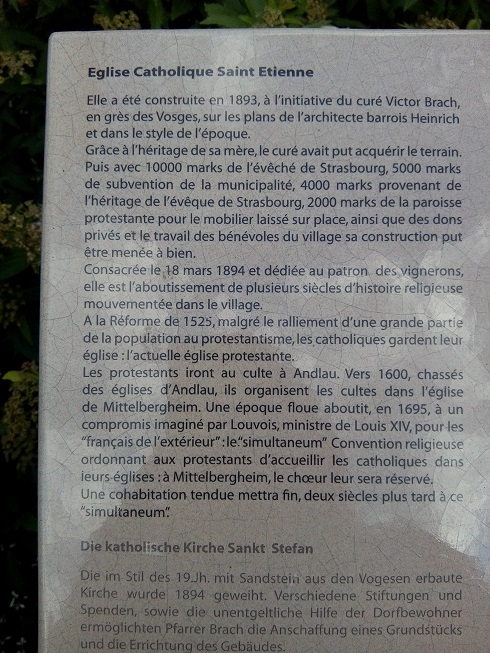 Eglise Catholique Saint Etienne
Elle a été construite en 1893, à l'initiative du curé Victor Brach,
en grès des Vosges, sur les plans de l'architecte barrois Heinrich
et dans le style de l'époque.
Grâce à l'héritage de sa mère, le curé avait put acquérir le terrain.
Puis avec 10000 marks de l'évêché de Strasbourg, 5000 marks
de subvention de la municipalité, 4000 marks provenant de
l'héritage de l'évêque de Strasbourg, 2000 marks de la paroisse
protestante pour le mobilier laissé sur place, ainsi que des dons
privés et le travail des bénévoles du village sa construction put
être menée à bien.
Consacrée le 18 mars 1894 et dédiée au patron des vignerons,
elle est l'aboutissement de plusieurs siècles d'histoire religieuse
mouvementée dans le village.
A la Réforme de 1525, malgré le ralliement d'une grande partie
de la population au protestantisme, les catholiques gardent leur
église : l'actuelle église protestante.
Les protestants iront au culte à Andlau. Vers 1600, chassés
des églises d'Andlau, ils organisent les cultes dans l'église
de Mittelbergheim. Une époque floue aboutit, en 1695, à un
compromis imaginé par Louvois, ministre de Louis XIV, pour les
"français de l'extérieur" : le "simultaneum" Convention religieuse
ordonnant aux protestants d'accueillir les catholiques dans
leurs églises : à Mittelbergheim, le chœur leur sera réservé.
Une cohabitation tendue mettra fin, deux siècles plus tard à ce
"simultaneum".
Die katholische Kirche Sankt Stefan
Die im Stil des 19.Jh. mit Sandstein aus den Vogesen erbaute
Kirche wurde 1894 geweiht. Verschiedene Stiftungen und
Spenden, sowie die unentgeltliche Hilfe der Dorfbewohner
ermöglichten Pfarrer Brach die Anschaffung eines Grundstücks
und die Errichtung des Gebäudes.